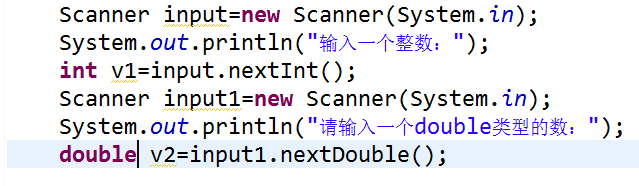 Scanner input=new Scanner(System.in);
System.out.println("输入一个整数：");
int v1=input.nextInt();
Scanner input1=new Scanner(System.in);
System.out.println("请输入一个double类型的数：");
double v2=input1.nextDouble();